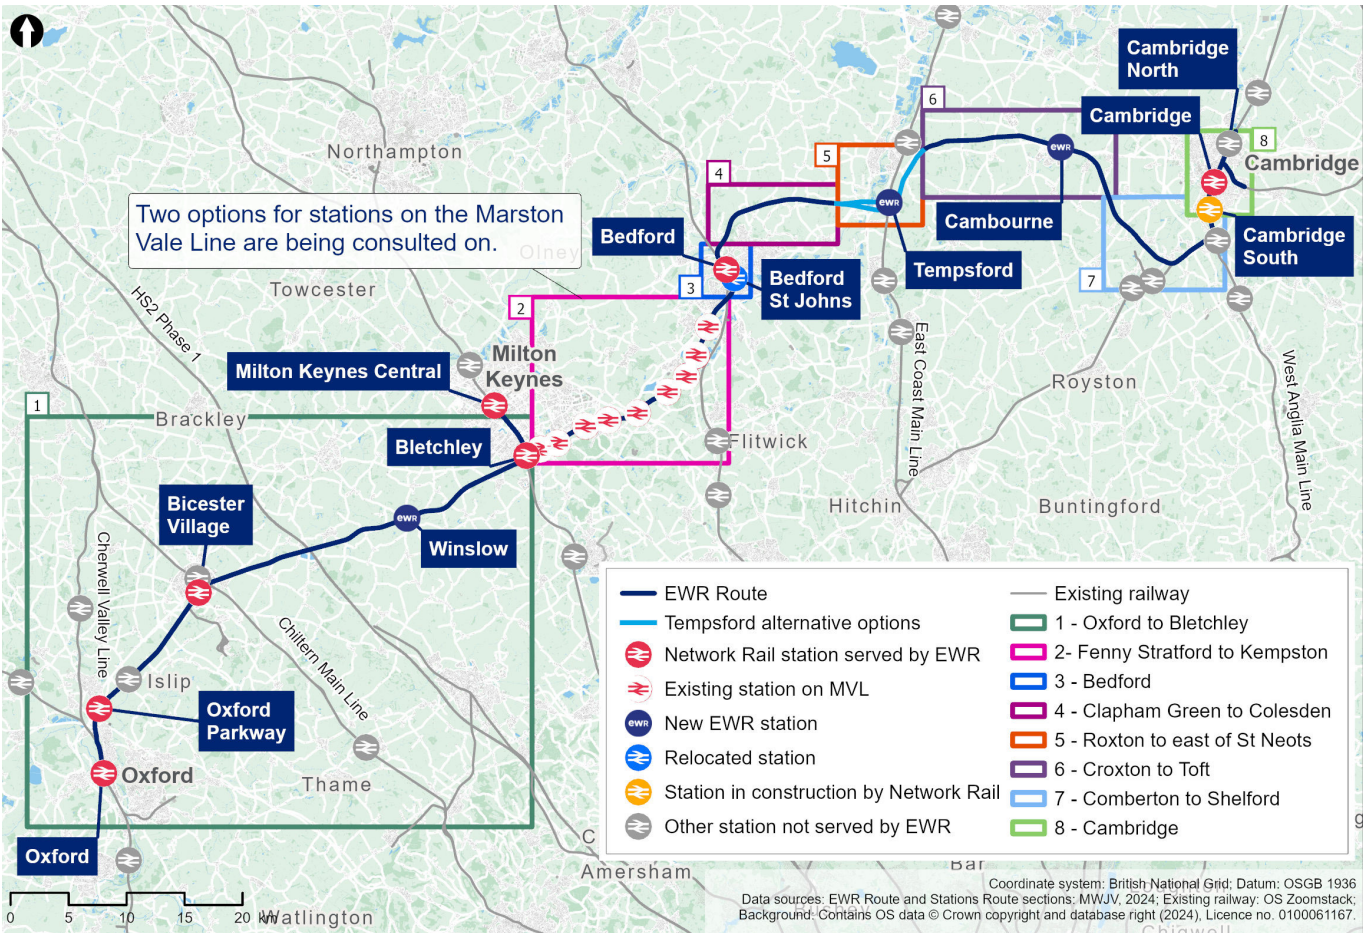 Cambridge
North
6
Cambridge
Northampton
5
8
Cambridge
4
Two options for stations on the Marston
Vale Line are being consulted on.
ewr
ewr
Cambourne
Bedford
Cambridge
South
Olney
Tempsford
Bedford
St Johns
7
3
Towcester
2
HS2 Phase 1
East Coast Main Line
West Anglia Main Line
Milton
Keynes
Milton Keynes Central
Royston
1
Brackley
Bletchley
Flitwick
Bicester
Village
Hitchin
Buntingford
ewr
Winslow
Cherwell Valley Line
Chiltern Main Line
Islip
Oxford
Parkway
Oxford
Thame
Oxford
EWR Route
Tempsford alternative options
Network Rail station served by EWR
Existing station on MVL
ewr New EWR station
Relocated station
Station in construction by Network Rail
Other station not served by EWR
Existing railway
1 - Oxford to Bletchley
2- Fenny Stratford to Kempston
3 - Bedford
4 - Clapham Green to Colesden
5 - Roxton to east of St Neots
6 - Croxton to Toft
7 - Comberton to Shelford
8 - Cambridge
C
Amersham
Bar
0 5 10 15 20
km
Watlington
Bushey
Chigwell
Coordinate system: British National Grid; Datum: OSGB 1936
Data sources: EWR Route and Stations Route sections; MWJV, 2024; Existing railway: OS Zoomstack;
Background: Contains OS data © Crown copyright and database right (2024), Licence no. 0100061167.